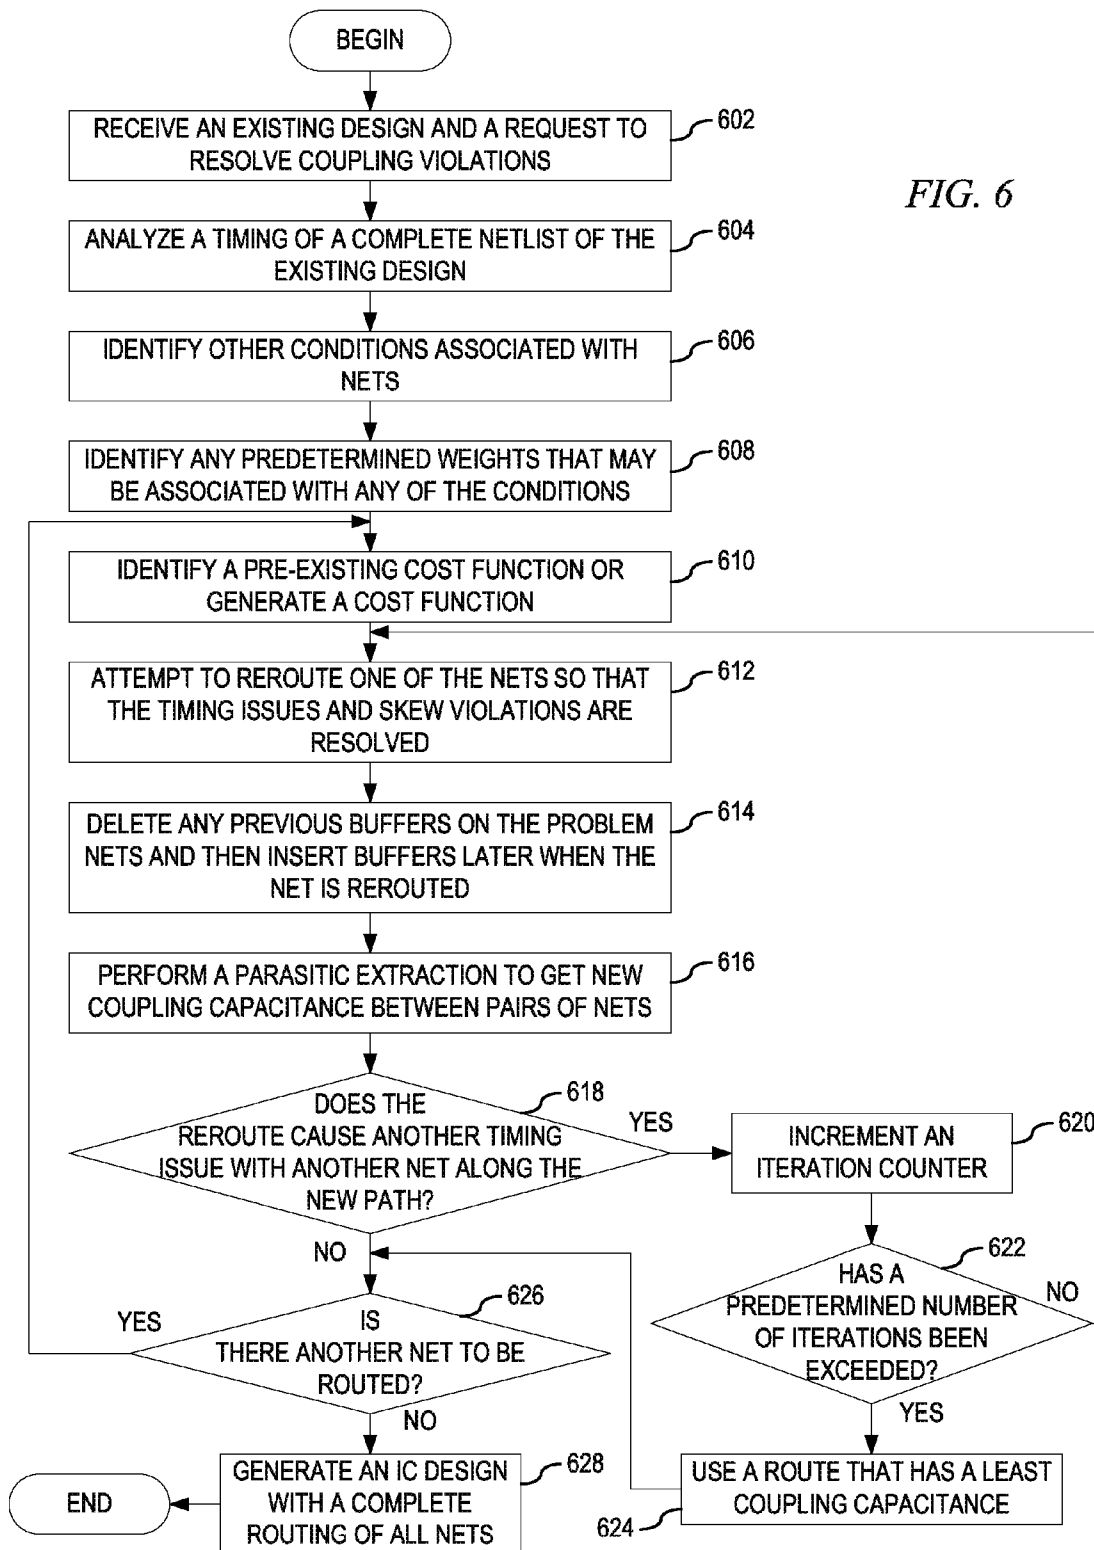 BEGIN
RECEIVE AN EXISTING DESIGN AND A REQUEST TO
RESOLVE COUPLING VIOLATIONS
602
FIG. 6
ANALYZE A TIMING OF A COMPLETE NETLIST OF THE
EXISTING DESIGN
604
IDENTIFY OTHER CONDITIONS ASSOCIATED WITH
NETS
606
IDENTIFY ANY PREDETERMINED WEIGHTS THAT MAY
BE ASSOCIATED WITH ANY OF THE CONDITIONS
608
IDENTIFY A PRE-EXISTING COST FUNCTION OR
GENERATE A COST FUNCTION
610
ATTEMPT TO REROUTE ONE OF THE NETS SO THAT
THE TIMING ISSUES AND SKEW VIOLATIONS ARE
RESOLVED
612
DELETE ANY PREVIOUS BUFFERS ON THE PROBLEM
NETS AND THEN INSERT BUFFERS LATER WHEN THE
NET IS REROUTED
614
PERFORM A PARASITIC EXTRACTION TO GET NEW
COUPLING CAPACITANCE BETWEEN PAIRS OF NETS
616
DOES THE
REROUTE CAUSE ANOTHER TIMING
ISSUE WITH ANOTHER NET ALONG THE
NEW PATH?
618
YES
NO
INCREMENT AN
ITERATION COUNTER
620
HAS A
PREDETERMINED NUMBER
OF ITERATIONS BEEN
EXCEEDED?
622
NO
YES
USE A ROUTE THAT HAS A LEAST
COUPLING CAPACITANCE
624
IS
THERE ANOTHER NET TO BE
ROUTED?
626
YES
NO
GENERATE AN IC DESIGN
WITH A COMPLETE
ROUTING OF ALL NETS
628
END